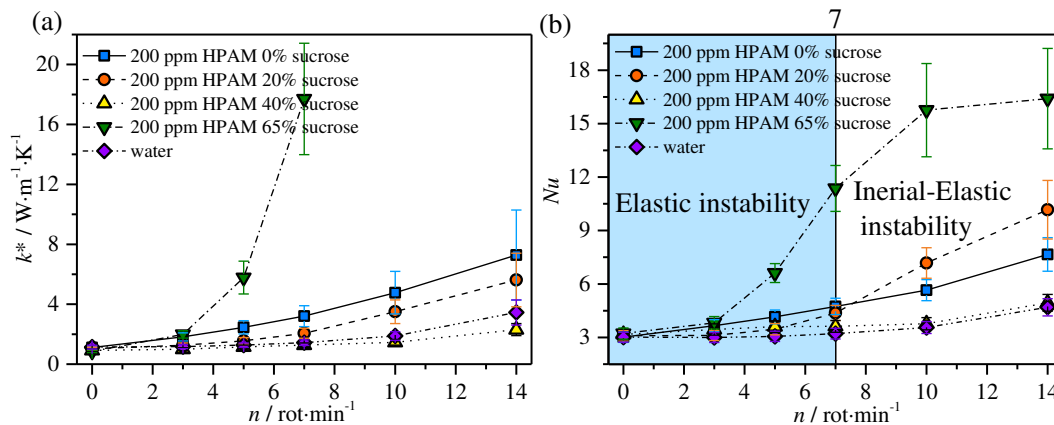 (a)
200 ppm HPAM 0% sucrose
200 ppm HPAM 20% sucrose
200 ppm HPAM 40% sucrose
200 ppm HPAM 65% sucrose
water
k* / W·m⁻¹·K⁻¹
20
16
12
8
4
0
0 2 4 6 8 10 12 14
n / rot·min⁻¹
(b)
7
200 ppm HPAM 0% sucrose
200 ppm HPAM 20% sucrose
200 ppm HPAM 40% sucrose
200 ppm HPAM 65% sucrose
water
Elastic instability
Inerial-Elastic
instability
Nu
18
15
12
9
6
3
0 2 4 6 8 10 12 14
n / rot·min⁻¹